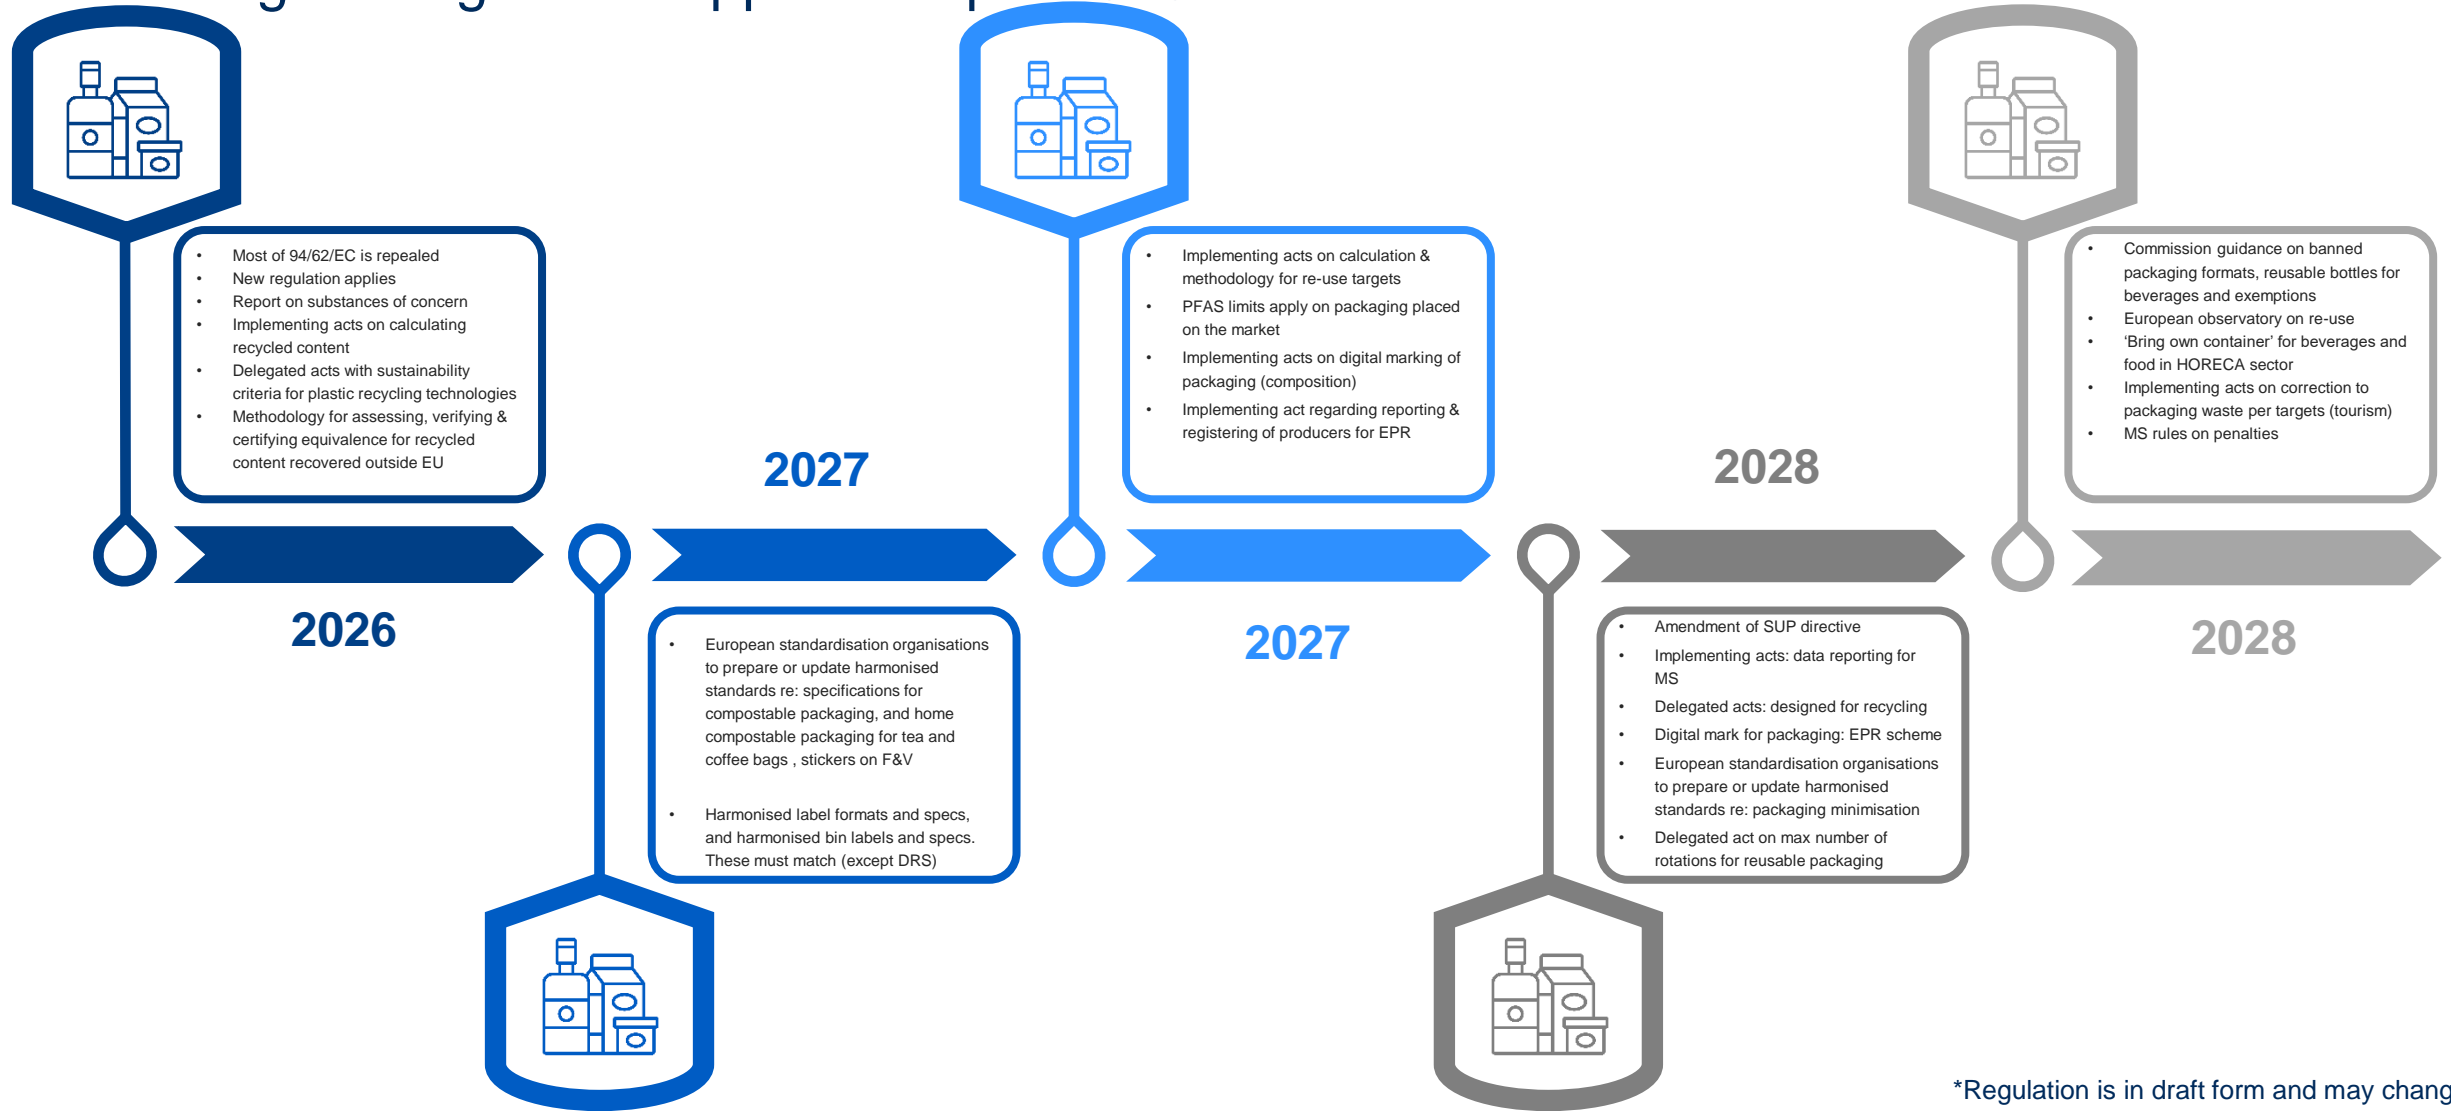 • Most of 94/62/EC is repealed
• New regulation applies
• Report on substances of concern
• Implementing acts on calculating
recycled content
• Delegated acts with sustainability
criteria for plastic recycling technologies
• Methodology for assessing, verifying &
certifying equivalence for recycled
content recovered outside EU
2026
2027
• European standardisation organisations
to prepare or update harmonised
standards re: specifications for
compostable packaging, and home
compostable packaging for tea and
coffee bags , stickers on F&V
• Harmonised label formats and specs,
and harmonised bin labels and specs.
These must match (except DRS)
• Implementing acts on calculation &
methodology for re-use targets
• PFAS limits apply on packaging placed
on the market
• Implementing acts on digital marking of
packaging (composition)
• Implementing act regarding reporting &
registering of producers for EPR
2027
2028
• Amendment of SUP directive
• Implementing acts: data reporting for
MS
• Delegated acts: designed for recycling
• Digital mark for packaging: EPR scheme
• European standardisation organisations
to prepare or update harmonised
standards re: packaging minimisation
• Delegated act on max number of
rotations for reusable packaging
• Commission guidance on banned
packaging formats, reusable bottles for
beverages and exemptions
• European observatory on re-use
• ‘Bring own container’ for beverages and
food in HORECA sector
• Implementing acts on correction to
packaging waste per targets (tourism)
• MS rules on penalties
2028
*Regulation is in draft form and may chang